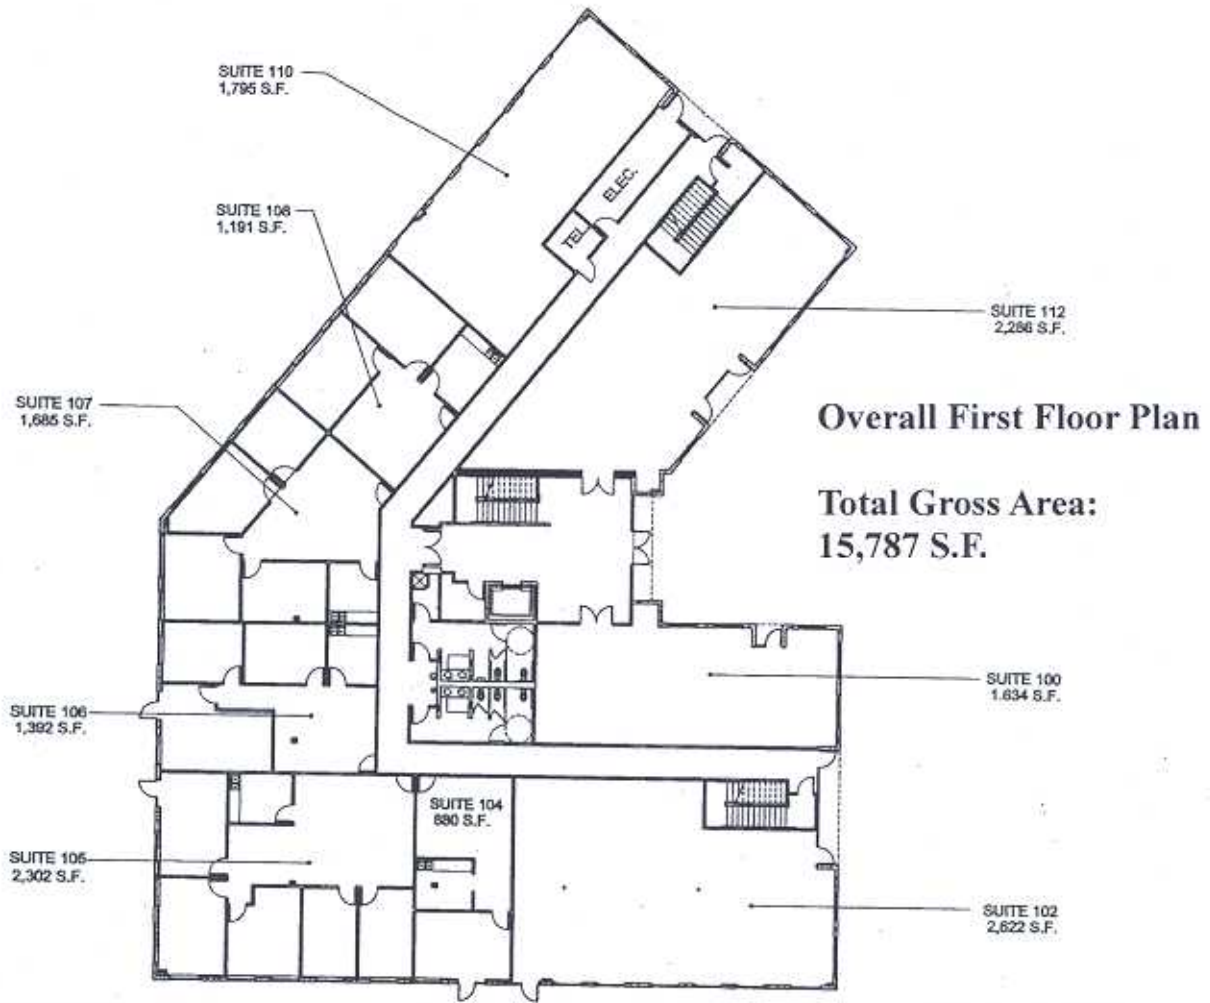 SUITE 110
1,795 S.F.
SUITE 108
1,191 S.F.
ELEC.
TEL.
SUITE 112
2,286 S.F.
SUITE 107
1,685 S.F.
Overall First Floor Plan
Total Gross Area:
15,787 S.F.
SUITE 100
1.634 S.F.
SUITE 106
1,392 S.F.
SUITE 104
880 S.F.
SUITE 105
2,302 S.F.
SUITE 102
2,622 S.F.